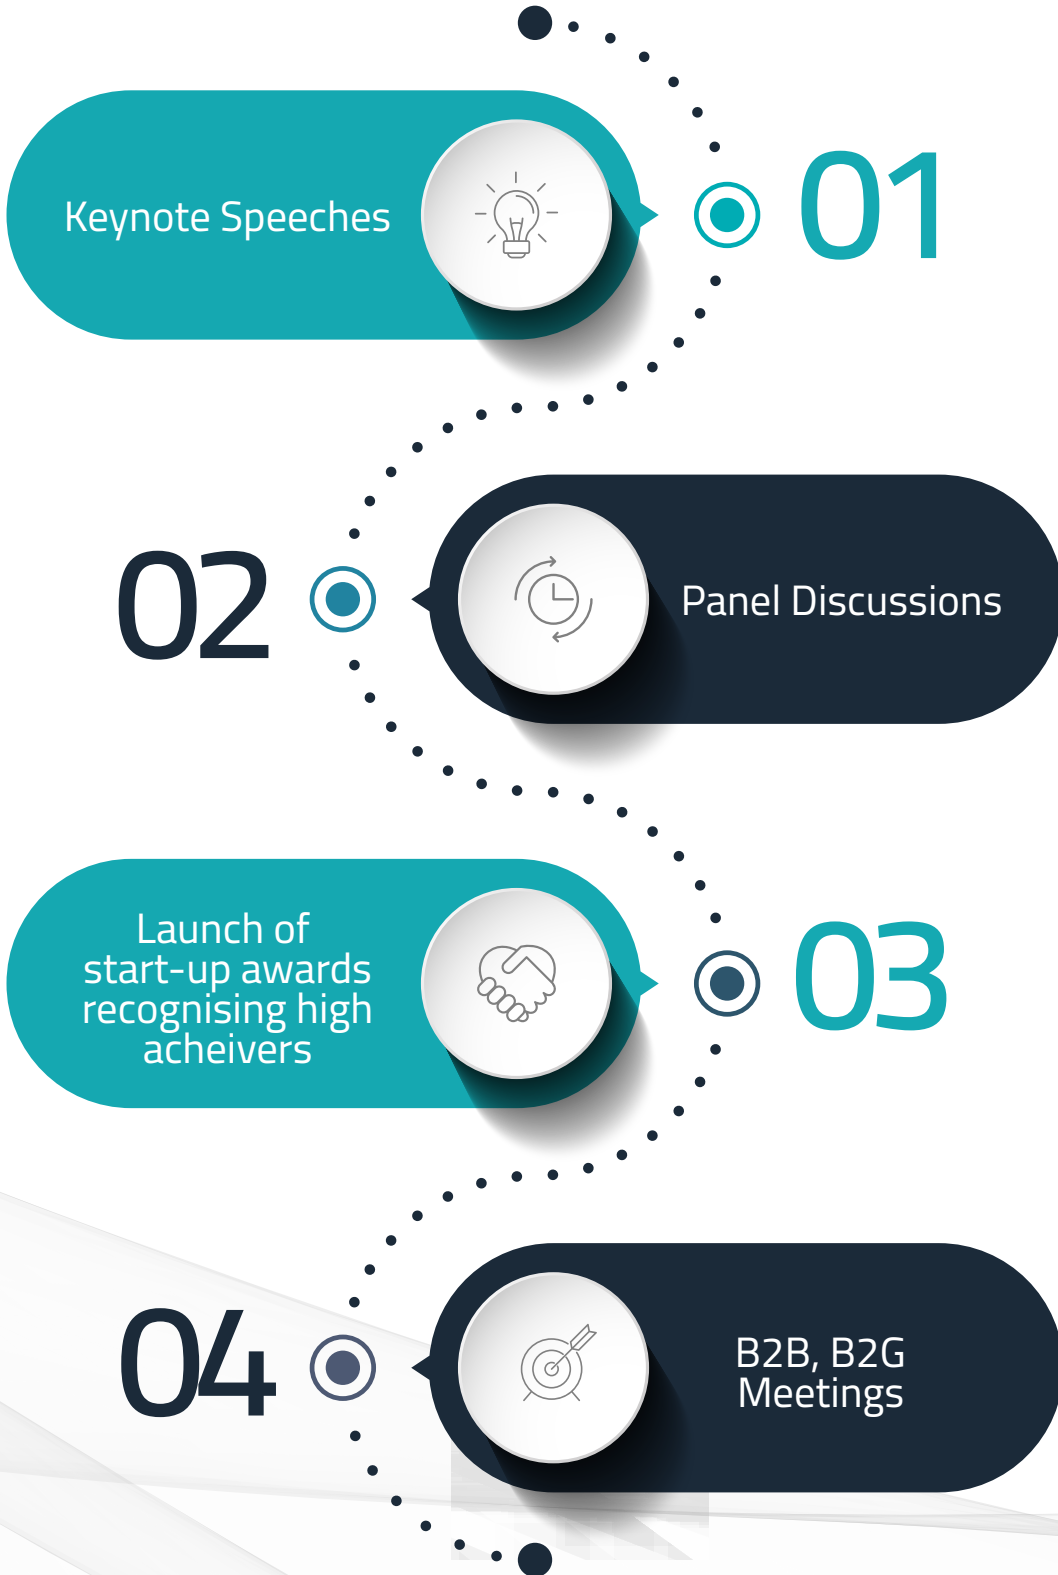 Keynote Speeches
01
02
Panel Discussions
Launch of
start-up awards
recognising high
acheivers
03
04
B2B, B2G
Meetings